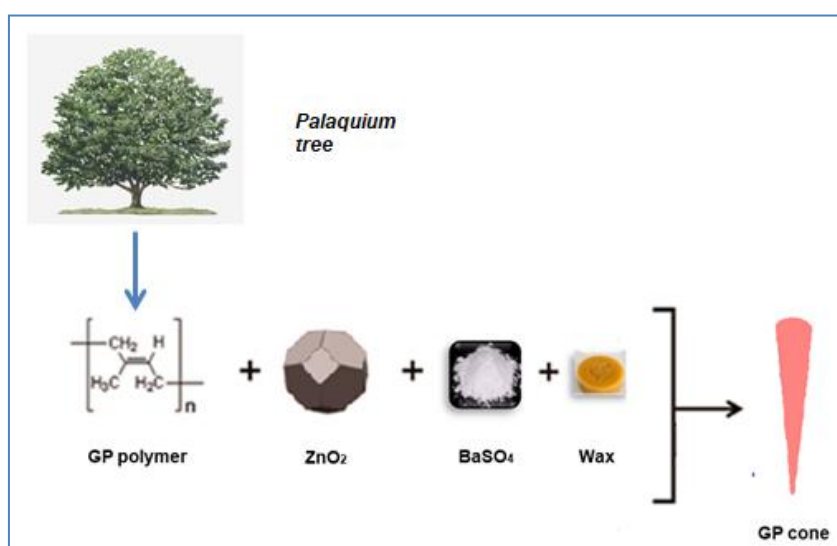 Palaquium
tree
CH₂ H
H₃C H₂C
n
+ + +
GP polymer ZnO₂ BaSO₄ Wax
GP cone